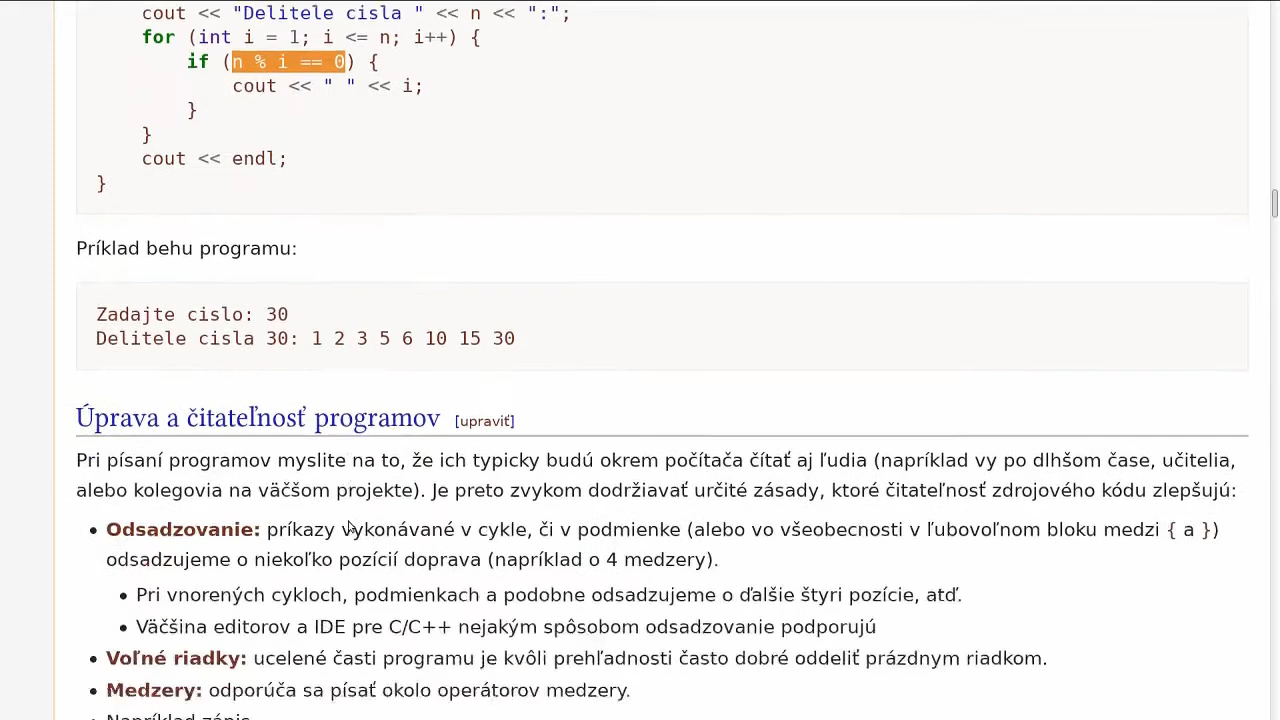 cout << "Delitele cisla " << n << ":";
for (int i = 1; i <= n; i++) {
if (n % i == 0) {
cout << " " << i;
}
}
cout << endl;
}
Príklad behu programu:
Zadajte cislo: 30
Delitele cisla 30: 1 2 3 5 6 10 15 30
Úprava a čitateľnosť programov [upraviť]
Pri písaní programov myslite na to, že ich typicky budú okrem počítača čítať aj ľudia (napríklad vy po dlhšom čase, učitelia,
alebo kolegovia na väčšom projekte). Je preto zvykom dodržiavať určité zásady, ktoré čitateľnosť zdrojového kódu zlepšujú:
• Odsadzovanie: príkazy vykonávané v cykle, či v podmienke (alebo vo všeobecnosti v ľubovoľnom bloku medzi { a })
odsadzujeme o niekoľko pozícií doprava (napríklad o 4 medzery).
• Pri vnorených cykloch, podmienkach a podobne odsadzujeme o ďalšie štyri pozície, atď.
• Väčšina editorov a IDE pre C/C++ nejakým spôsobom odsadzovanie podporujú
• Voľné riadky: ucelené časti programu je kvôli prehľadnosti často dobré oddeliť prázdnym riadkom.
• Medzery: odporúča sa písať okolo operátorov medzery.
• Napríklad zápis